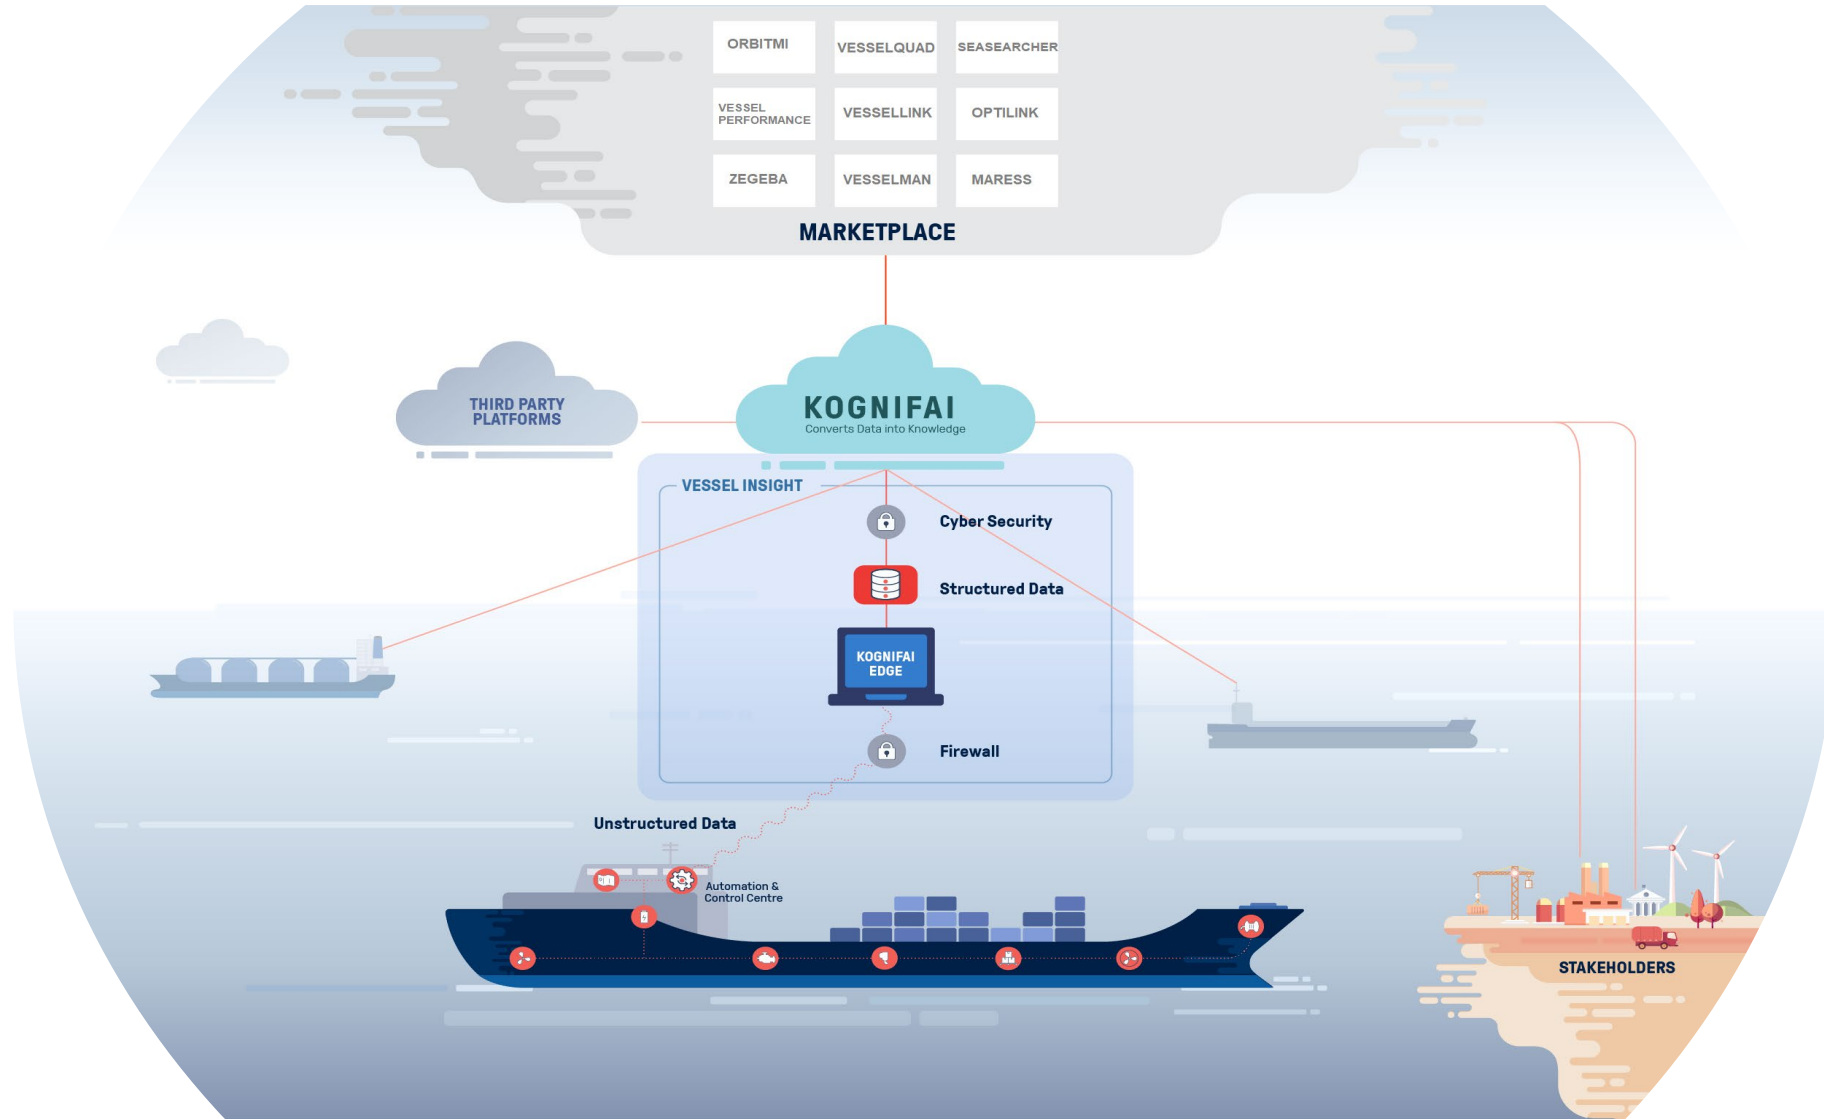 ORBITMI
VESSELQUAD
SEASEARCHER
VESSEL
PERFORMANCE
VESSELLINK
OPTILINK
ZEGEBA
VESSELMAN
MARESS
MARKETPLACE
THIRD PARTY
PLATFORMS
KOGNIFAI
Converts Data into Knowledge
VESSEL INSIGHT
Cyber Security
Structured Data
KOGNIFAI
EDGE
Firewall
Unstructured Data
Automation &
Control Centre
STAKEHOLDERS